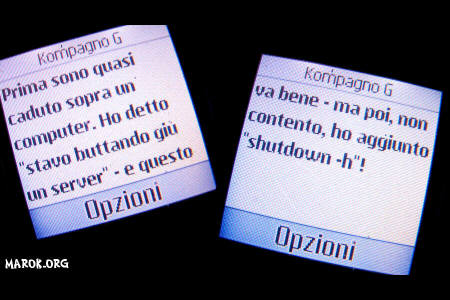 Kompagno G
Prima sono quasi
caduto sopra un
computer. Ho detto
"stavo buttando giù
un server" - e questo
Opzioni
Kompagno G
va bene - ma poi, non
contento, ho aggiunto
"shutdown -h"!
Opzioni
MAROK.ORG